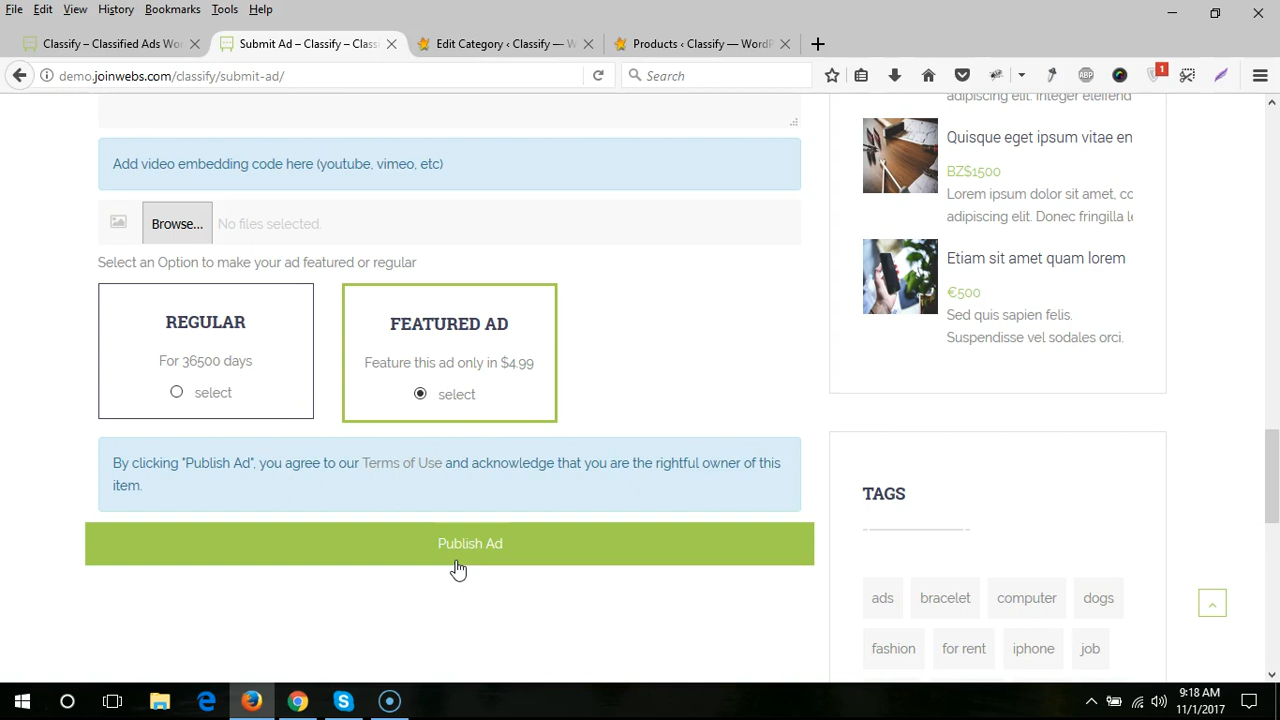 File Edit View History Bookmarks Tools Help
Classify – Classified Ads Wo
Submit Ad – Classify – Class
Edit Category ‹ Classify — W
Products ‹ Classify — WordP
demo.joinwebs.com/classify/submit-ad/
Search
ABP
1
adipiscing elit. Integer eleifend
Add video embedding code here (youtube, vimeo, etc)
Browse... No files selected.
Select an Option to make your ad featured or regular
REGULAR
For 36500 days
select
FEATURED AD
Feature this ad only in $4.99
select
By clicking "Publish Ad", you agree to our Terms of Use and acknowledge that you are the rightful owner of this
item.
Publish Ad
Quisque eget ipsum vitae en
BZ$1500
Lorem ipsum dolor sit amet, co
adipiscing elit. Donec fringilla le
Etiam sit amet quam lorem
€500
Sed quis sapien felis.
Suspendisse vel sodales orci.
TAGS
ads bracelet computer dogs
fashion for rent iphone job
9:18 AM
11/1/2017